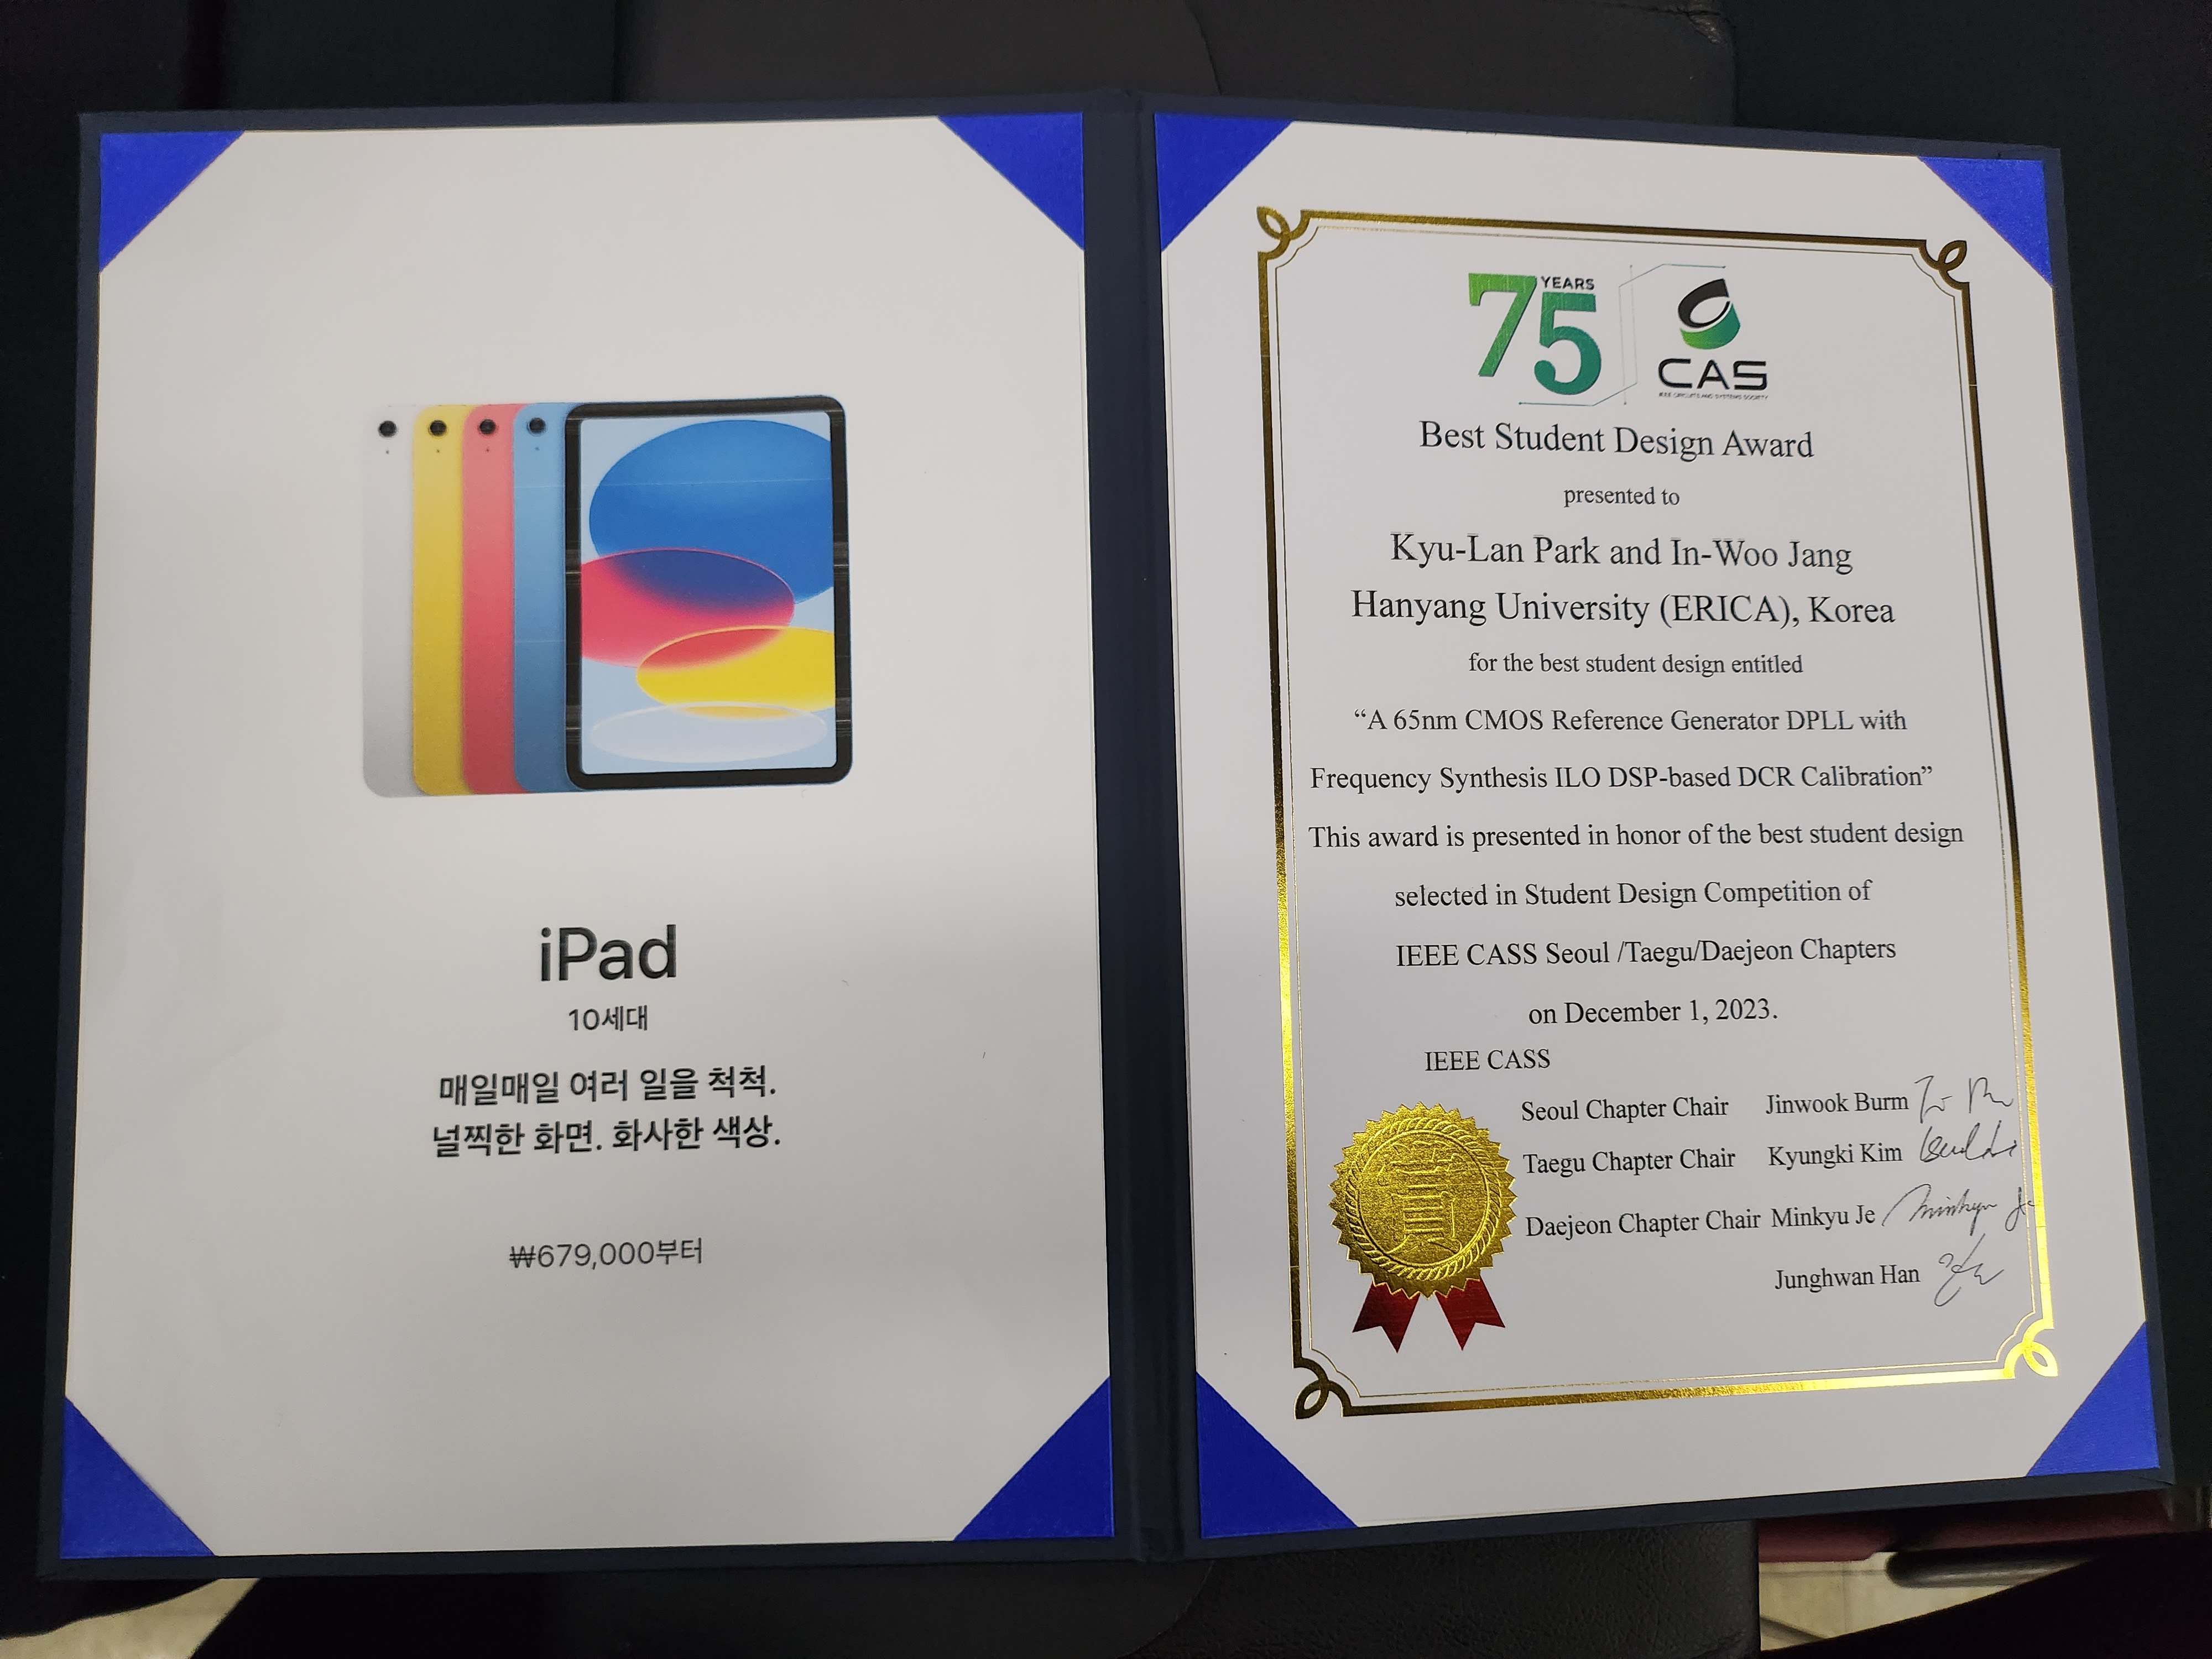 iPad
10세대
매일매일 여러 일을 척척.
널찍한 화면. 화사한 색상.
₩679,000부터
75 YEARS
CAS
IEEE CIRCUITS AND SYSTEMS SOCIETY
Best Student Design Award
presented to
Kyu-Lan Park and In-Woo Jang
Hanyang University (ERICA), Korea
for the best student design entitled
“A 65nm CMOS Reference Generator DPLL with
Frequency Synthesis ILO DSP-based DCR Calibration”
This award is presented in honor of the best student design
selected in Student Design Competition of
IEEE CASS Seoul /Taegu/Daejeon Chapters
on December 1, 2023.
IEEE CASS
Seoul Chapter Chair Jinwook Burm
Taegu Chapter Chair Kyungki Kim
Daejeon Chapter Chair Minkyu Je
Junghwan Han
賞